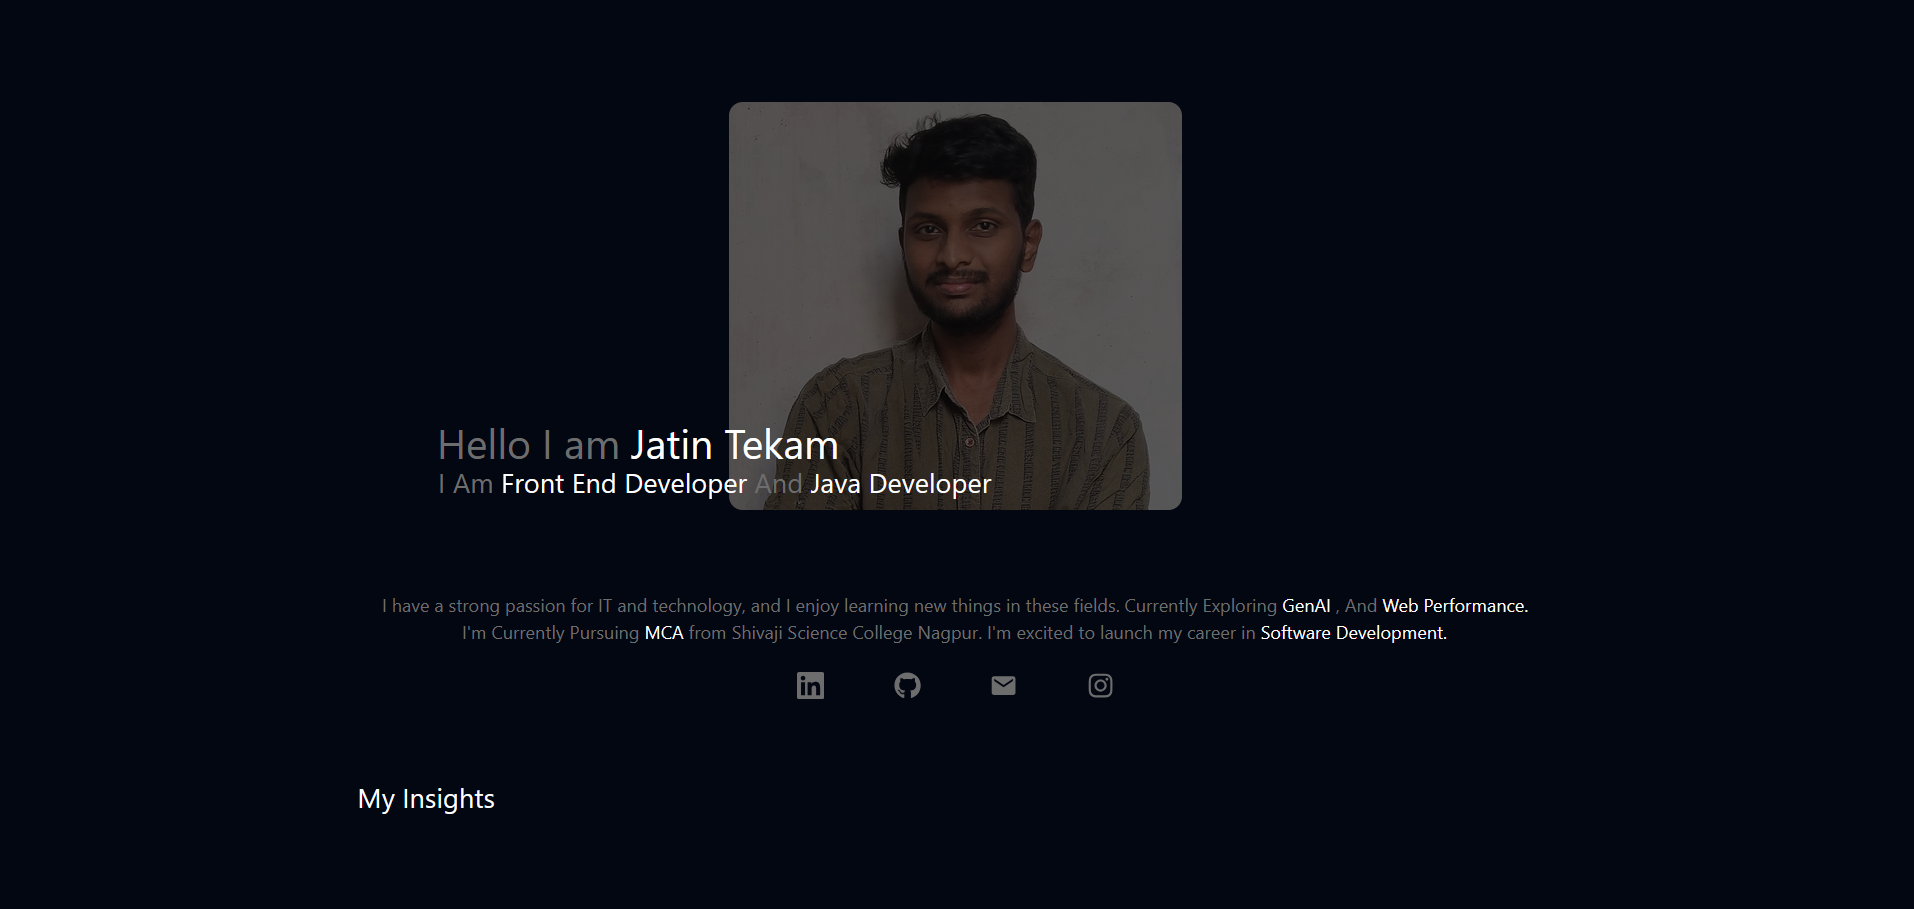 Hello I am Jatin Tekam
I Am Front End Developer And Java Developer
I have a strong passion for IT and technology, and I enjoy learning new things in these fields. Currently Exploring GenAI , And Web Performance.
I'm Currently Pursuing MCA from Shivaji Science College Nagpur. I'm excited to launch my career in Software Development.
My Insights